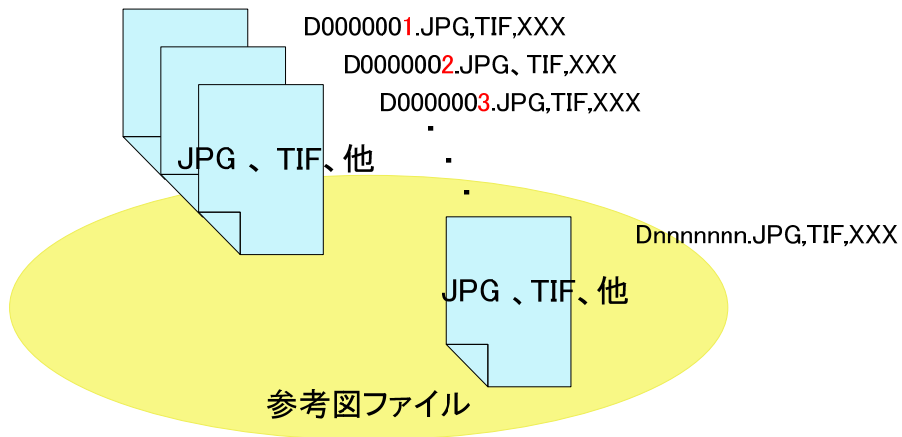 D0000001.JPG,TIF,XXX
D0000002.JPG、TIF,XXX
D0000003.JPG,TIF,XXX
JPG 、TIF、他
Dnnnnnnn.JPG,TIF,XXX
JPG 、TIF、他
参考図ファイル